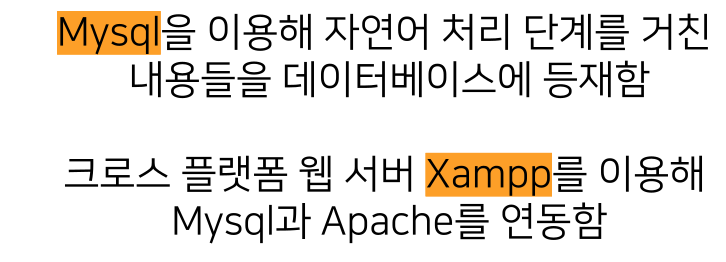 Mysql을 이용해 자연어 처리 단계를 거친
내용들을 데이터베이스에 등재함
크로스 플랫폼 웹 서버 Xampp를 이용해
Mysql과 Apache를 연동함